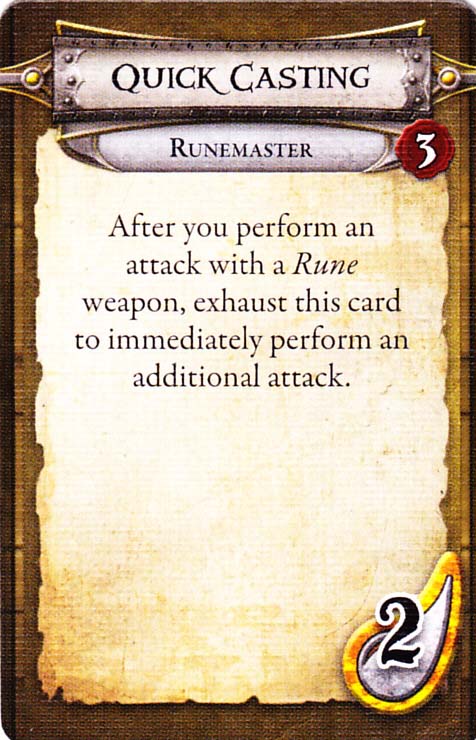 QUICK CASTING
RUNEMASTER
3
After you perform an
attack with a Rune
weapon, exhaust this card
to immediately perform an
additional attack.
2